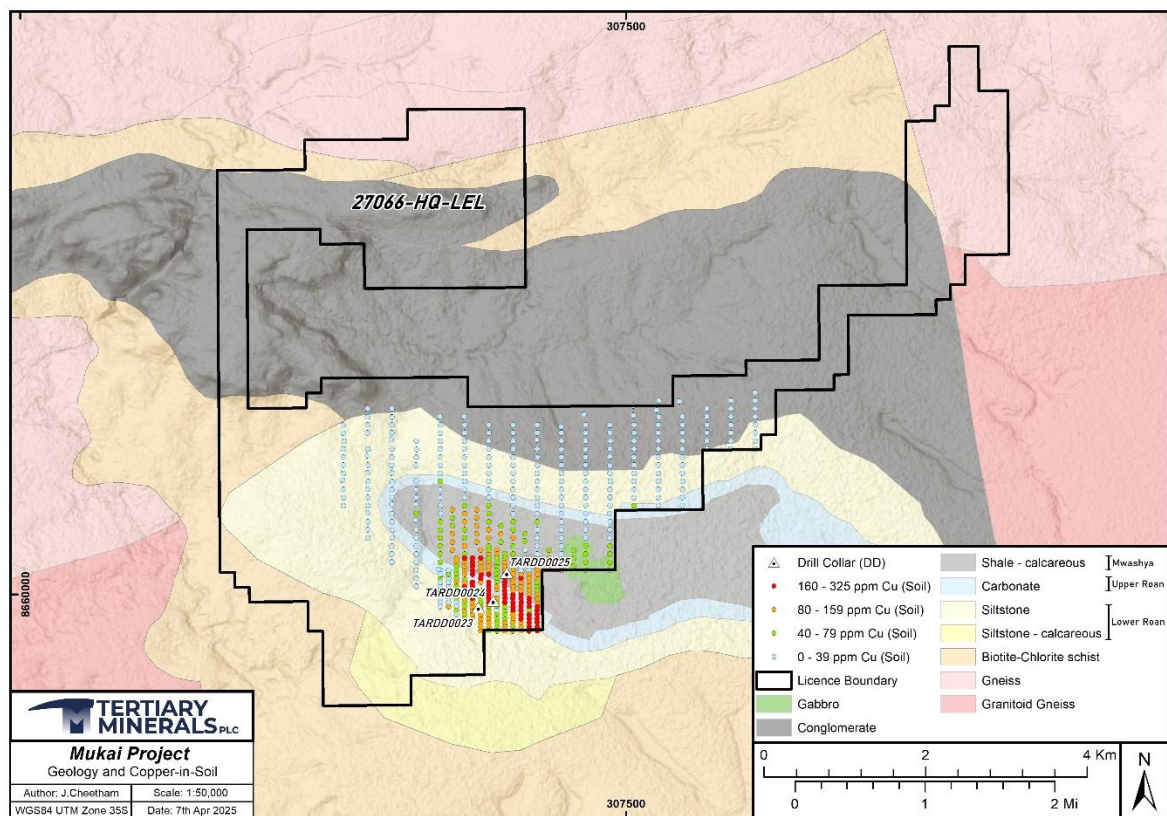 307500
27066-HQ-LEL
8660000
TARDD0025
TARDD0024
TARDD0023
Drill Collar (DD)
160 - 325 ppm Cu (Soil)
80 - 159 ppm Cu (Soil)
40 - 79 ppm Cu (Soil)
0 - 39 ppm Cu (Soil)
Licence Boundary
Gabbro
Conglomerate
Shale - calcareous
Mwashya
Carbonate
Upper Roan
Siltstone
Siltstone - calcareous
Lower Roan
Biotite-Chlorite schist
Gneiss
Granitoid Gneiss
0 2 4 Km
0 1 2 Mi
N
TERTIARY
MINERALS PLC
Mukai Project
Geology and Copper-in-Soil
Author: J.Cheetham Scale: 1:50,000
WGS84 UTM Zone 35S Date: 7th Apr 2025
307500